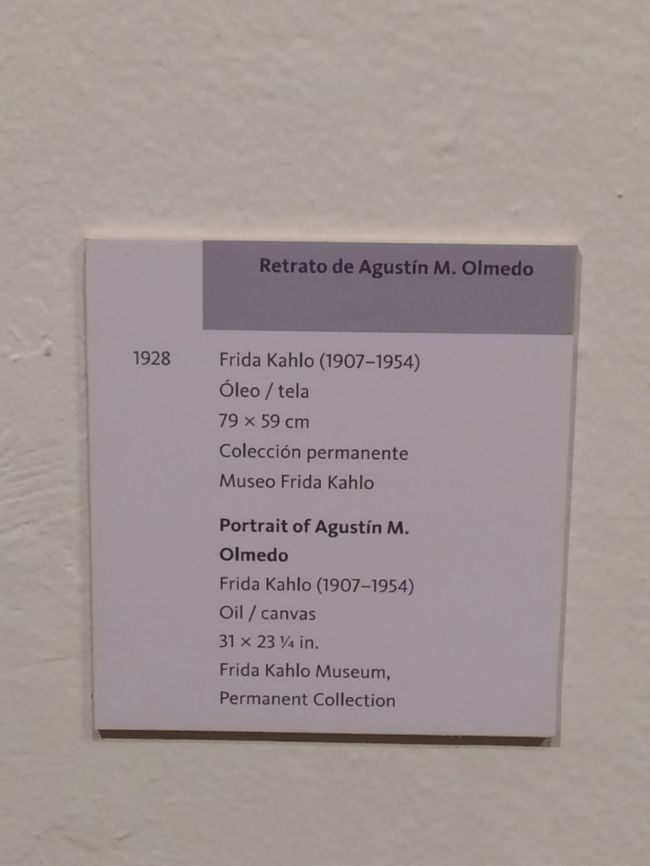 Retrato de Agustín M. Olmedo
1928
Frida Kahlo (1907–1954)
Óleo / tela
79 × 59 cm
Colección permanente
Museo Frida Kahlo
Portrait of Agustín M.
Olmedo
Frida Kahlo (1907–1954)
Oil / canvas
31 × 23 ¼ in.
Frida Kahlo Museum,
Permanent Collection